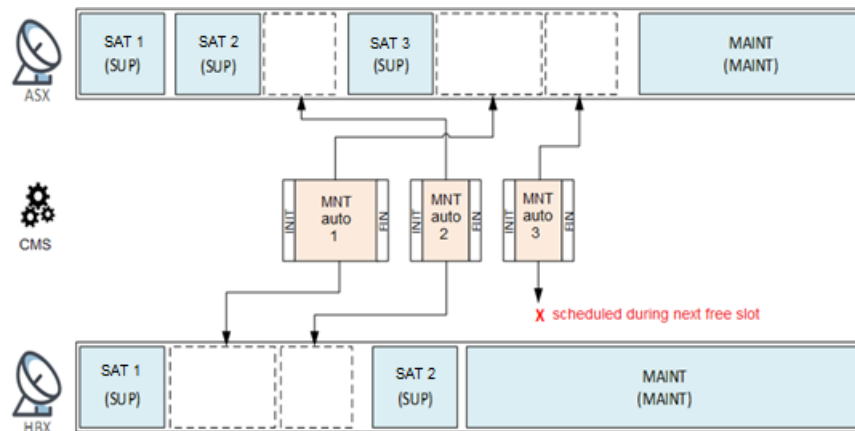 SAT 1
(SUP)
SAT 2
(SUP)
SAT 3
(SUP)
MAINT
(MAINT)
ASX
CMS
INIT
MNT
auto
1
FIN
INIT
MNT
auto
2
FIN
INIT
MNT
auto
3
FIN
X scheduled during next free slot
SAT 1
(SUP)
SAT 2
(SUP)
MAINT
(MAINT)
HBX